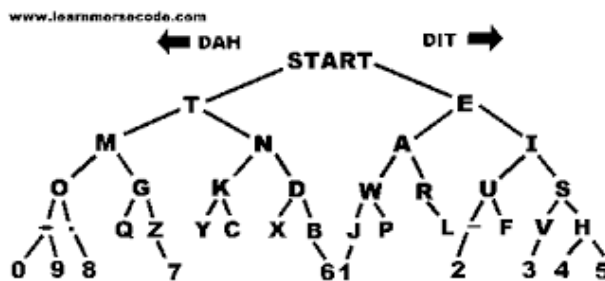 www.learnmorsecode.com
DAH DIT
START
T E
M N A I
O G K D W R U S
- · Q Z Y C X B J P L - F V H
0 9 8 7 6 1 2 3 4 5